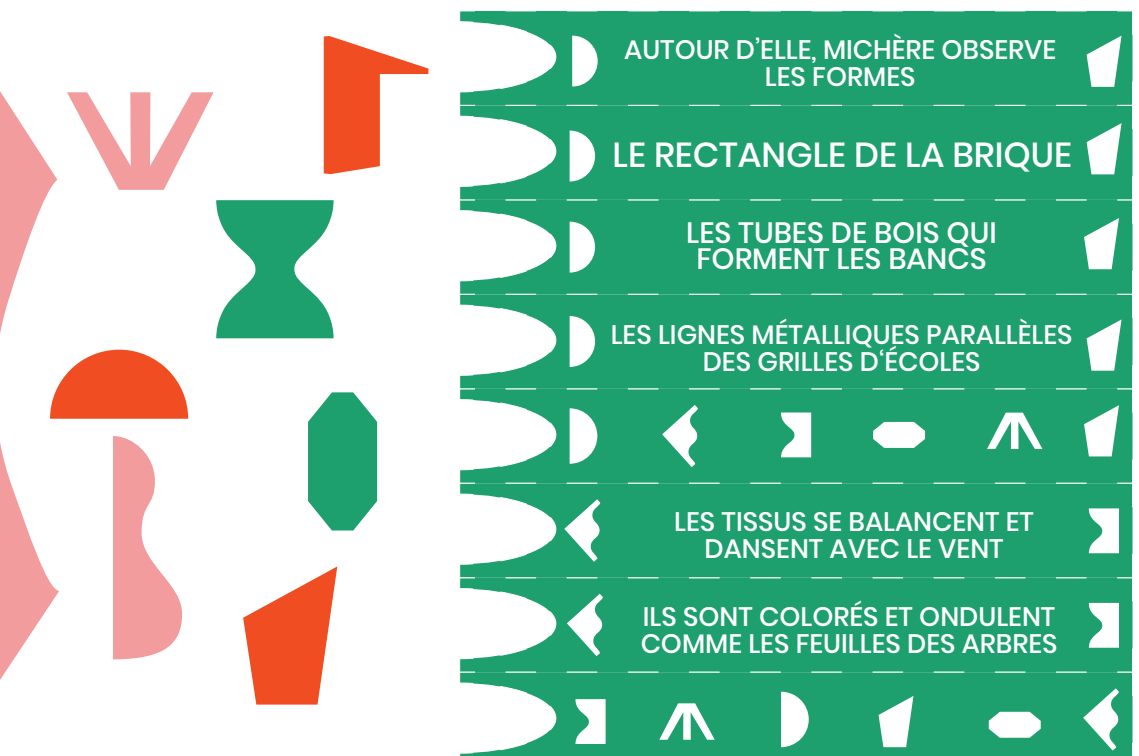 AUTOUR D’ELLE, MICHÈRE OBSERVE
LES FORMES
LE RECTANGLE DE LA BRIQUE
LES TUBES DE BOIS QUI
FORMENT LES BANCS
LES LIGNES MÉTALLIQUES PARALLÈLES
DES GRILLES D‘ÉCOLES
LES TISSUS SE BALANCENT ET
DANSENT AVEC LE VENT
ILS SONT COLORÉS ET ONDULENT
COMME LES FEUILLES DES ARBRES